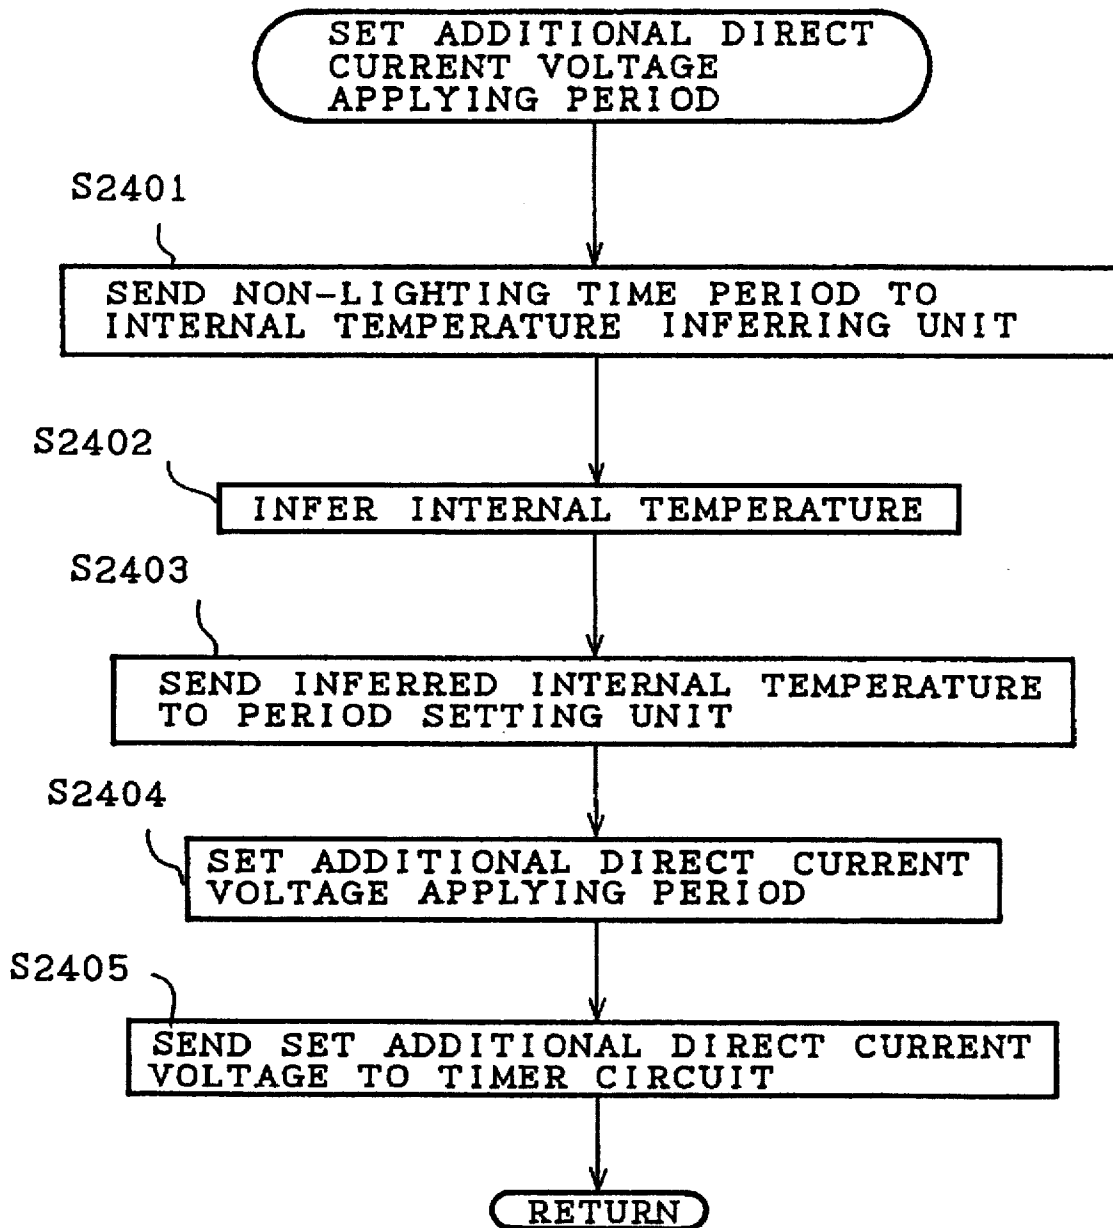 SET ADDITIONAL DIRECT
CURRENT VOLTAGE
APPLYING PERIOD
S2401
SEND NON-LIGHTING TIME PERIOD TO
INTERNAL TEMPERATURE INFERRING UNIT
S2402
INFER INTERNAL TEMPERATURE
S2403
SEND INFERRED INTERNAL TEMPERATURE
TO PERIOD SETTING UNIT
S2404
SET ADDITIONAL DIRECT CURRENT
VOLTAGE APPLYING PERIOD
S2405
SEND SET ADDITIONAL DIRECT CURRENT
VOLTAGE TO TIMER CIRCUIT
RETURN